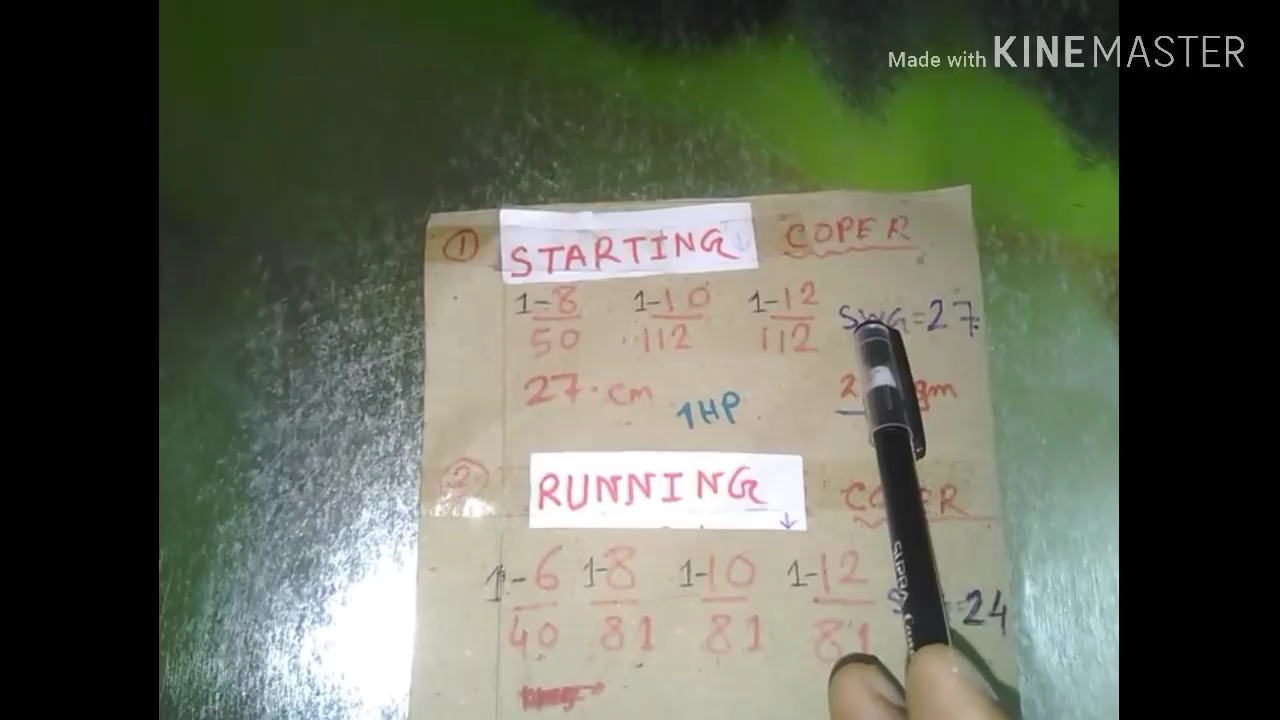 Made with KINEMASTER
① STARTING ↓ COPER
1-8 1-10 1-12 SWG=27
50 112 112
27.cm 1HP 2 gm
② RUNNING ↓ COPER
1-6 1-8 1-10 1-12
40 81 81 81 =24